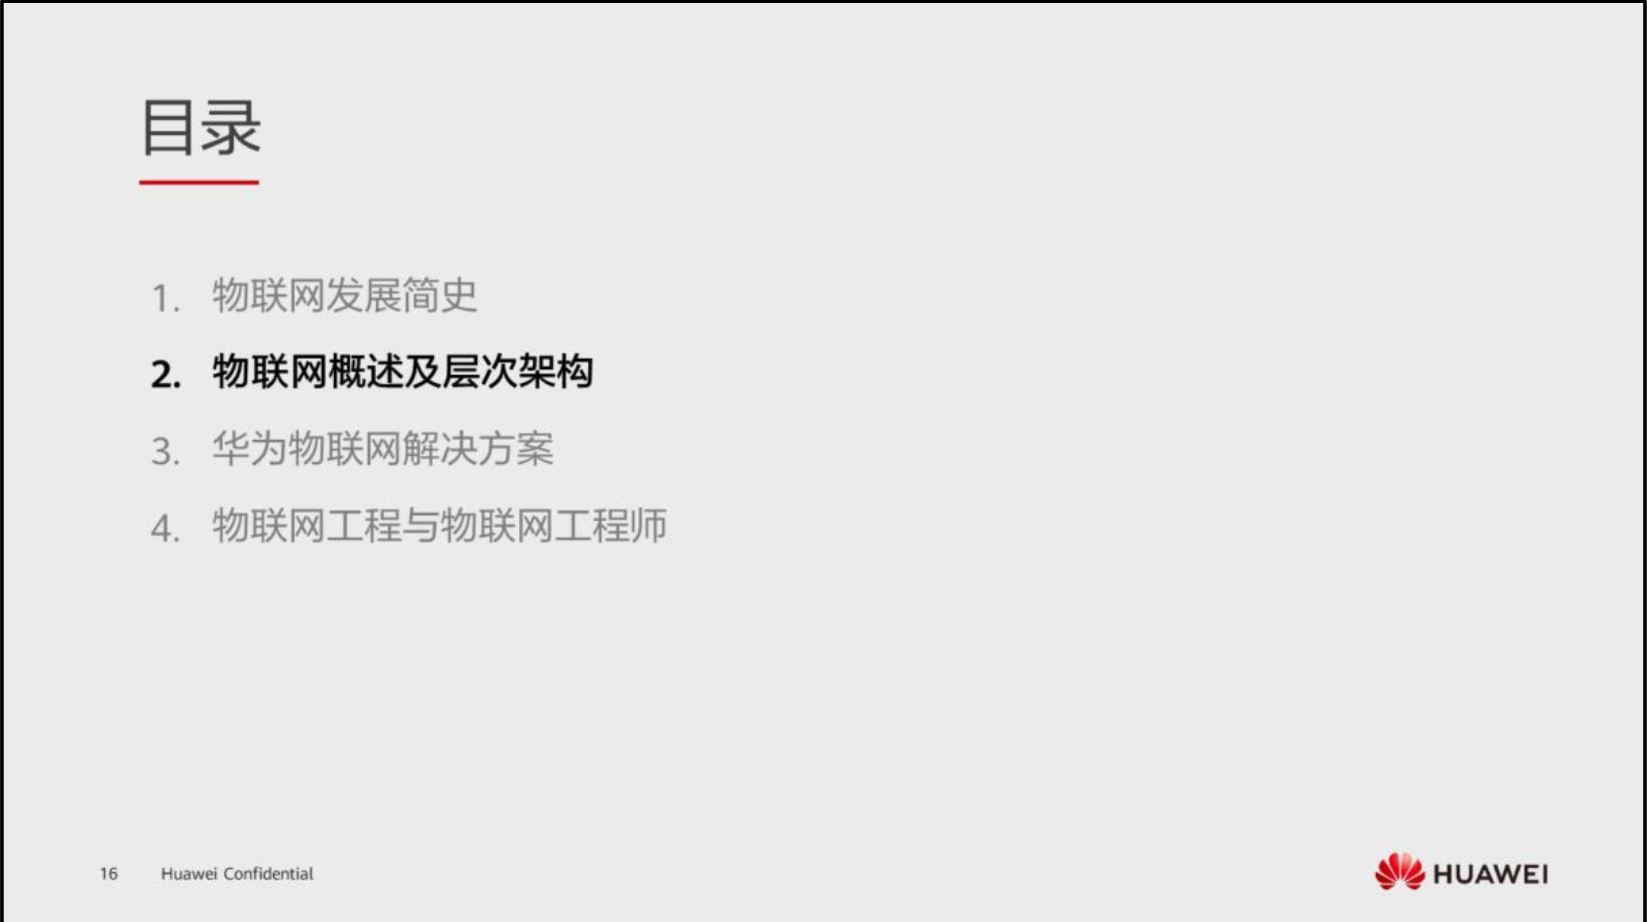 目录
1. 物联网发展简史
2. 物联网概述及层次架构
3. 华为物联网解决方案
4. 物联网工程与物联网工程师
16 Huawei Confidential
HUAWEI